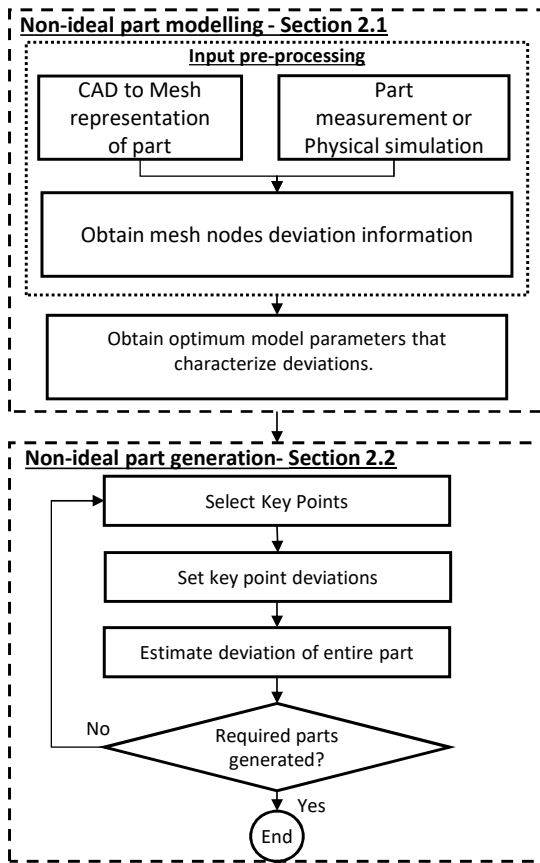 Non-ideal part modelling - Section 2.1
Input pre-processing
CAD to Mesh
representation
of part
Part
measurement or
Physical simulation
Obtain mesh nodes deviation information
Obtain optimum model parameters that
characterize deviations.
Non-ideal part generation- Section 2.2
Select Key Points
Set key point deviations
Estimate deviation of entire part
Required parts
generated?
No
Yes
End